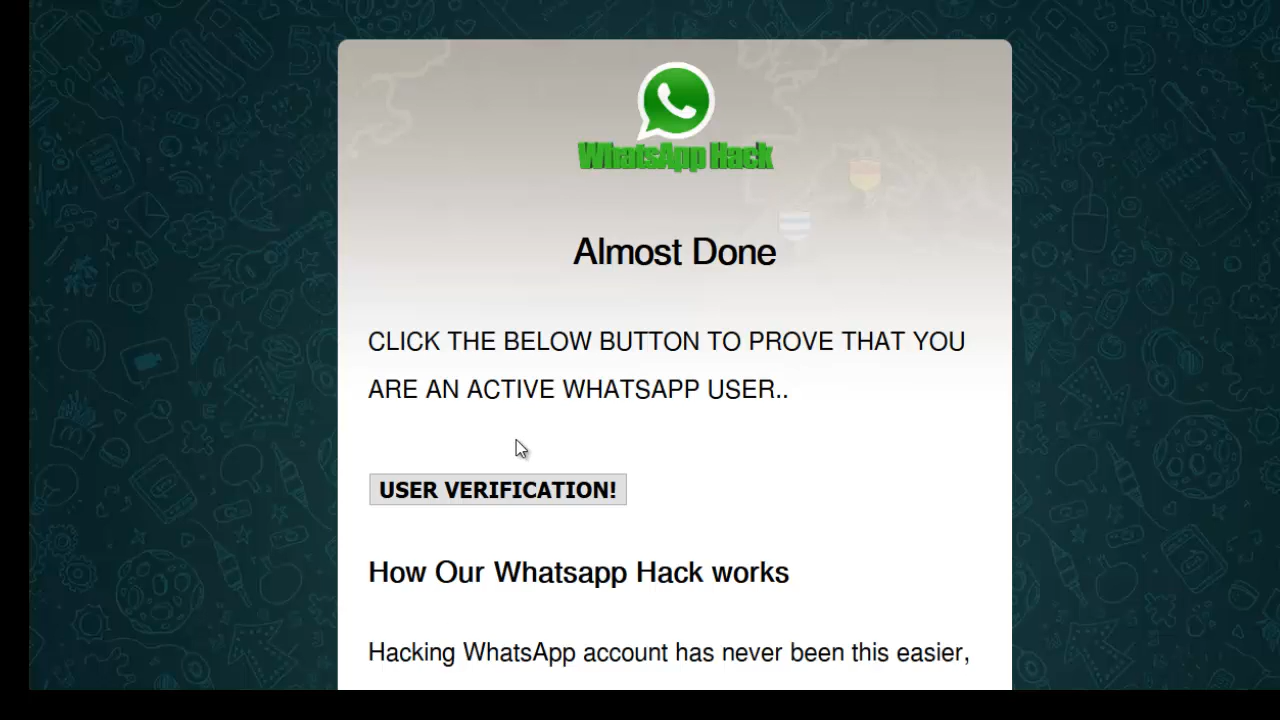 WhatsApp Hack
Almost Done
CLICK THE BELOW BUTTON TO PROVE THAT YOU
ARE AN ACTIVE WHATSAPP USER..
USER VERIFICATION!
How Our Whatsapp Hack works
Hacking WhatsApp account has never been this easier,